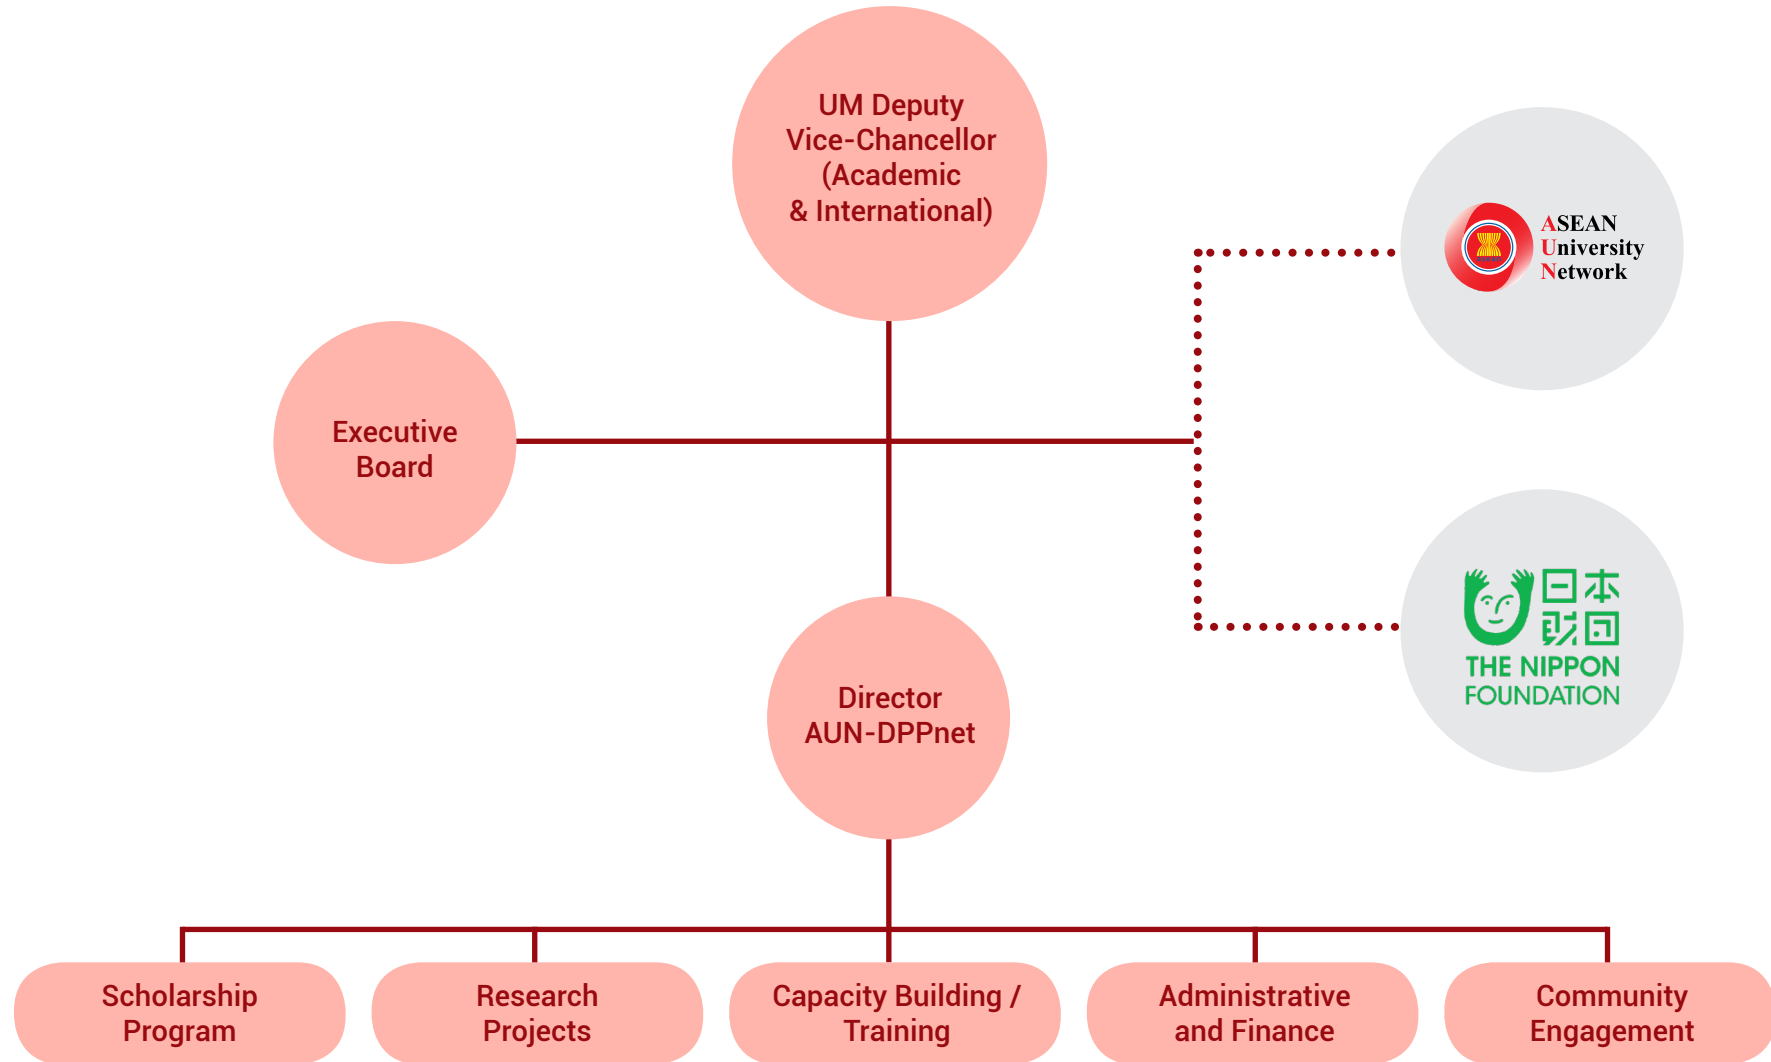 UM Deputy
Vice-Chancellor
(Academic
& International)
ASEAN
University
Network
Executive
Board
日本
財団
THE NIPPON
FOUNDATION
Director
AUN-DPPnet
Scholarship
Program
Research
Projects
Capacity Building /
Training
Administrative
and Finance
Community
Engagement